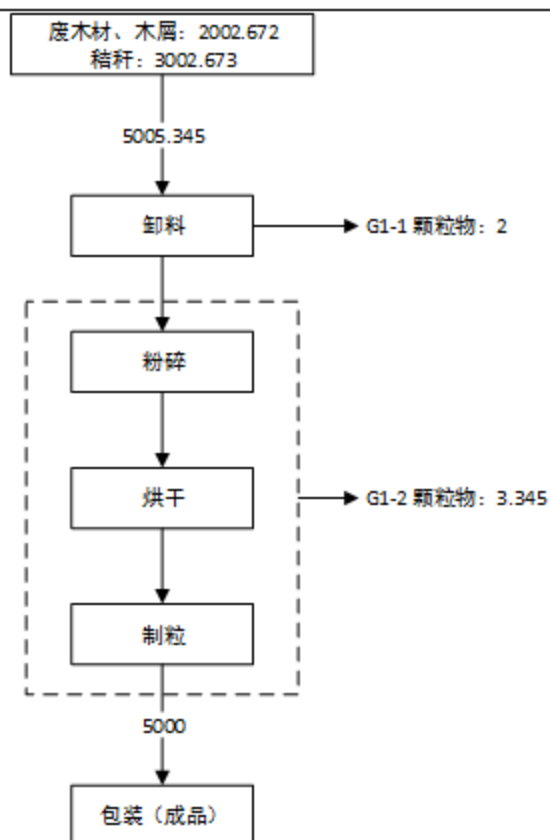 废木材、木屑：2002.672
秸秆：3002.673
5005.345
卸料
G1-1 颗粒物：2
粉碎
烘干
G1-2 颗粒物：3.345
制粒
5000
包装（成品）